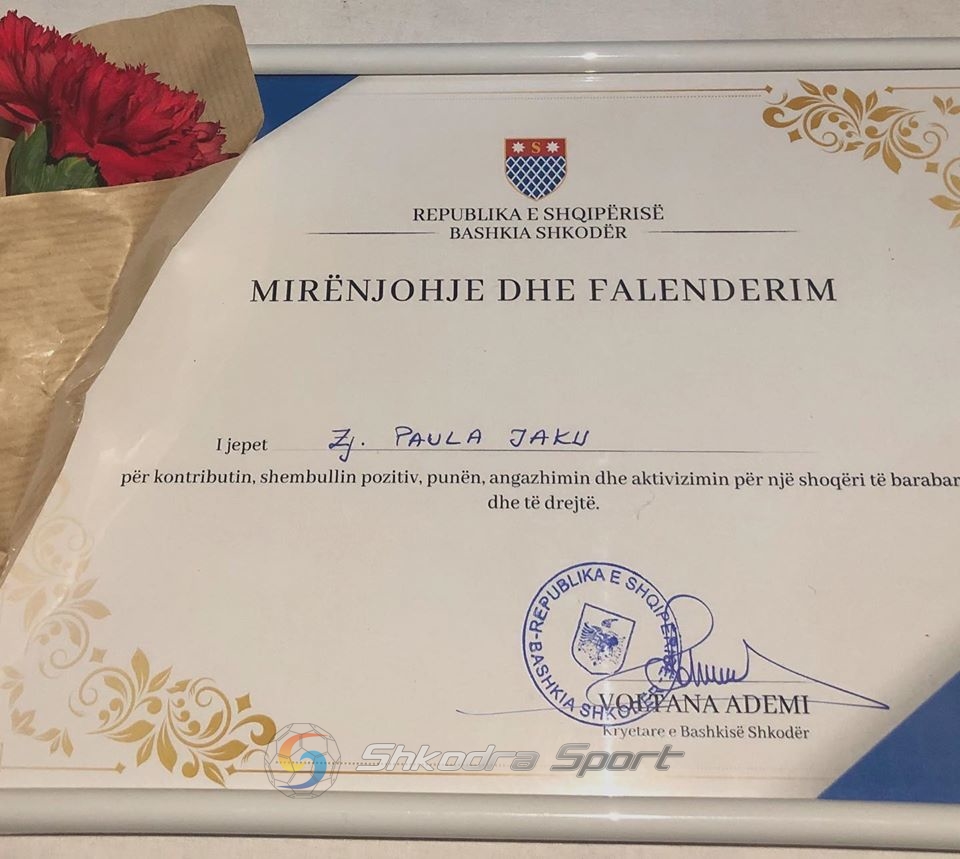 S
REPUBLIKA E SHQIPËRISË
BASHKIA SHKODËR
MIRËNJOHJE DHE FALENDERIM
I jepet Zj. PAULA JAKU
për kontributin, shembullin pozitiv, punën, angazhimin dhe aktivizimin për një shoqëri të barabar
dhe të drejtë.
REPUBLIKA E SHQIPËRISË
-BASHKIA SHKODËR-
VOLTANA ADEMI
Kryetare e Bashkisë Shkodër
Shkodra Sport